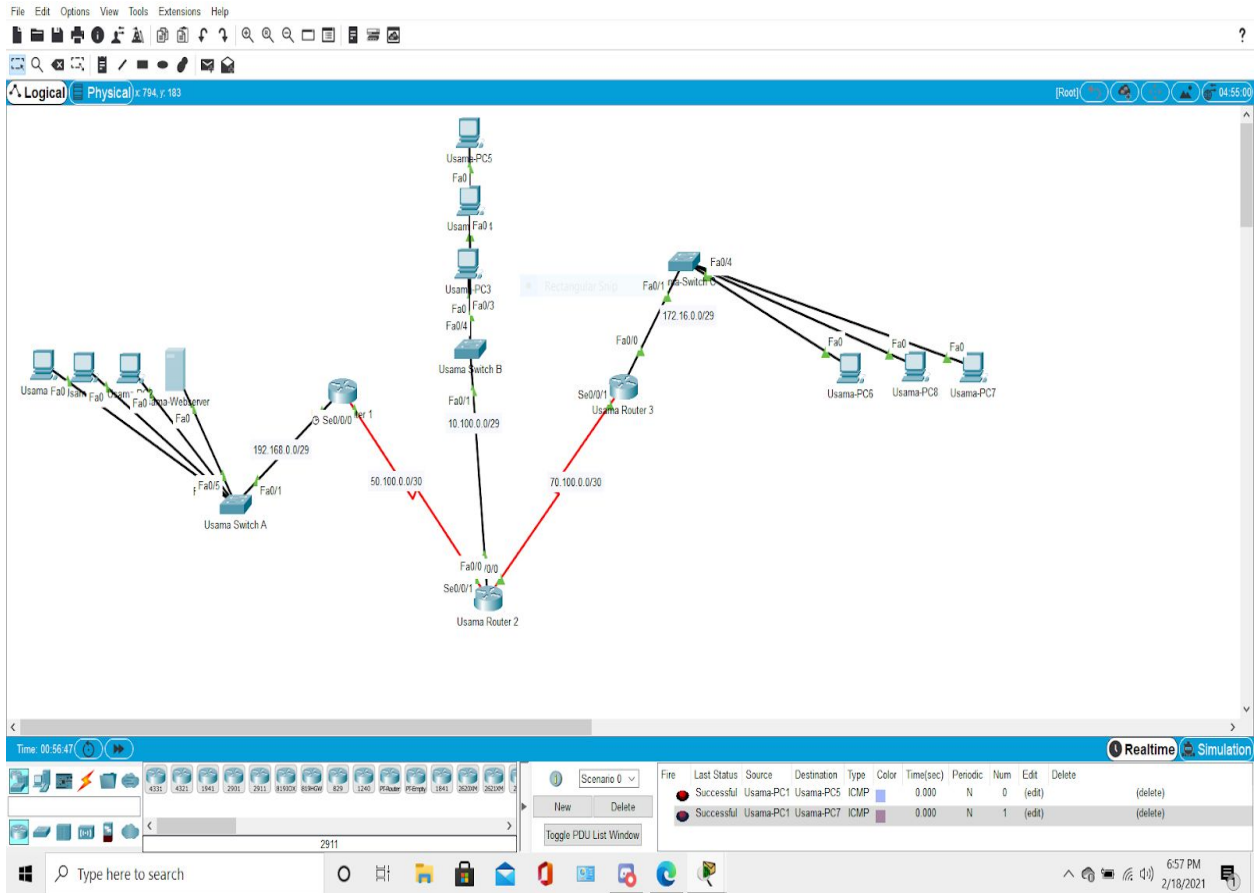 File Edit Options View Tools Extensions Help
?
Logical Physical x: 794, y: 183 [Root] 04:55:00
Usama-PC5
Fa0
Usam Fa0
Fa0/4
Usama-PC3
Fa0/1 Switch
Rectangular Snip
Fa0 Fa0/3
172.16.0.0/29
Fa0/4
Fa0/0
Fa0 Fa0 Fa0
Usama Switch B
Usama Fa0 Fa0 Fa0 Webserver
Se0/0/1
Usama-PC6 Usama-PC8 Usama-PC7
Fa0/1
Usama Router 3
Fa0
Se0/0/0 1
10.100.0.0/29
192.168.0.0/29
50.100.0.0/30
70.100.0.0/30
Fa0/5 Fa0/1
Usama Switch A
Fa0/0
Se0/0/1
Usama Router 2
Time: 00:56:47 Realtime Simulation
Scenario 0
Fire Last Status Source Destination Type Color Time(sec) Periodic Num Edit Delete
4331 4321 1941 2901 2911 819IOX 819HGW 829 1240 PT-Router PT-Empty 1841 2620XM 2621XM
Successful Usama-PC1 Usama-PC5 ICMP 0.000 N 0 (edit) (delete)
New Delete
Successful Usama-PC1 Usama-PC7 ICMP 0.000 N 1 (edit) (delete)
Toggle PDU List Window
2911
Type here to search
6:57 PM
2/18/2021
1